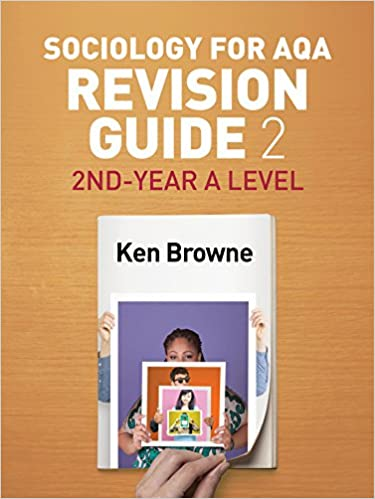 SOCIOLOGY FOR AQA
REVISION
GUIDE 2
2ND-YEAR A LEVEL
Ken Browne